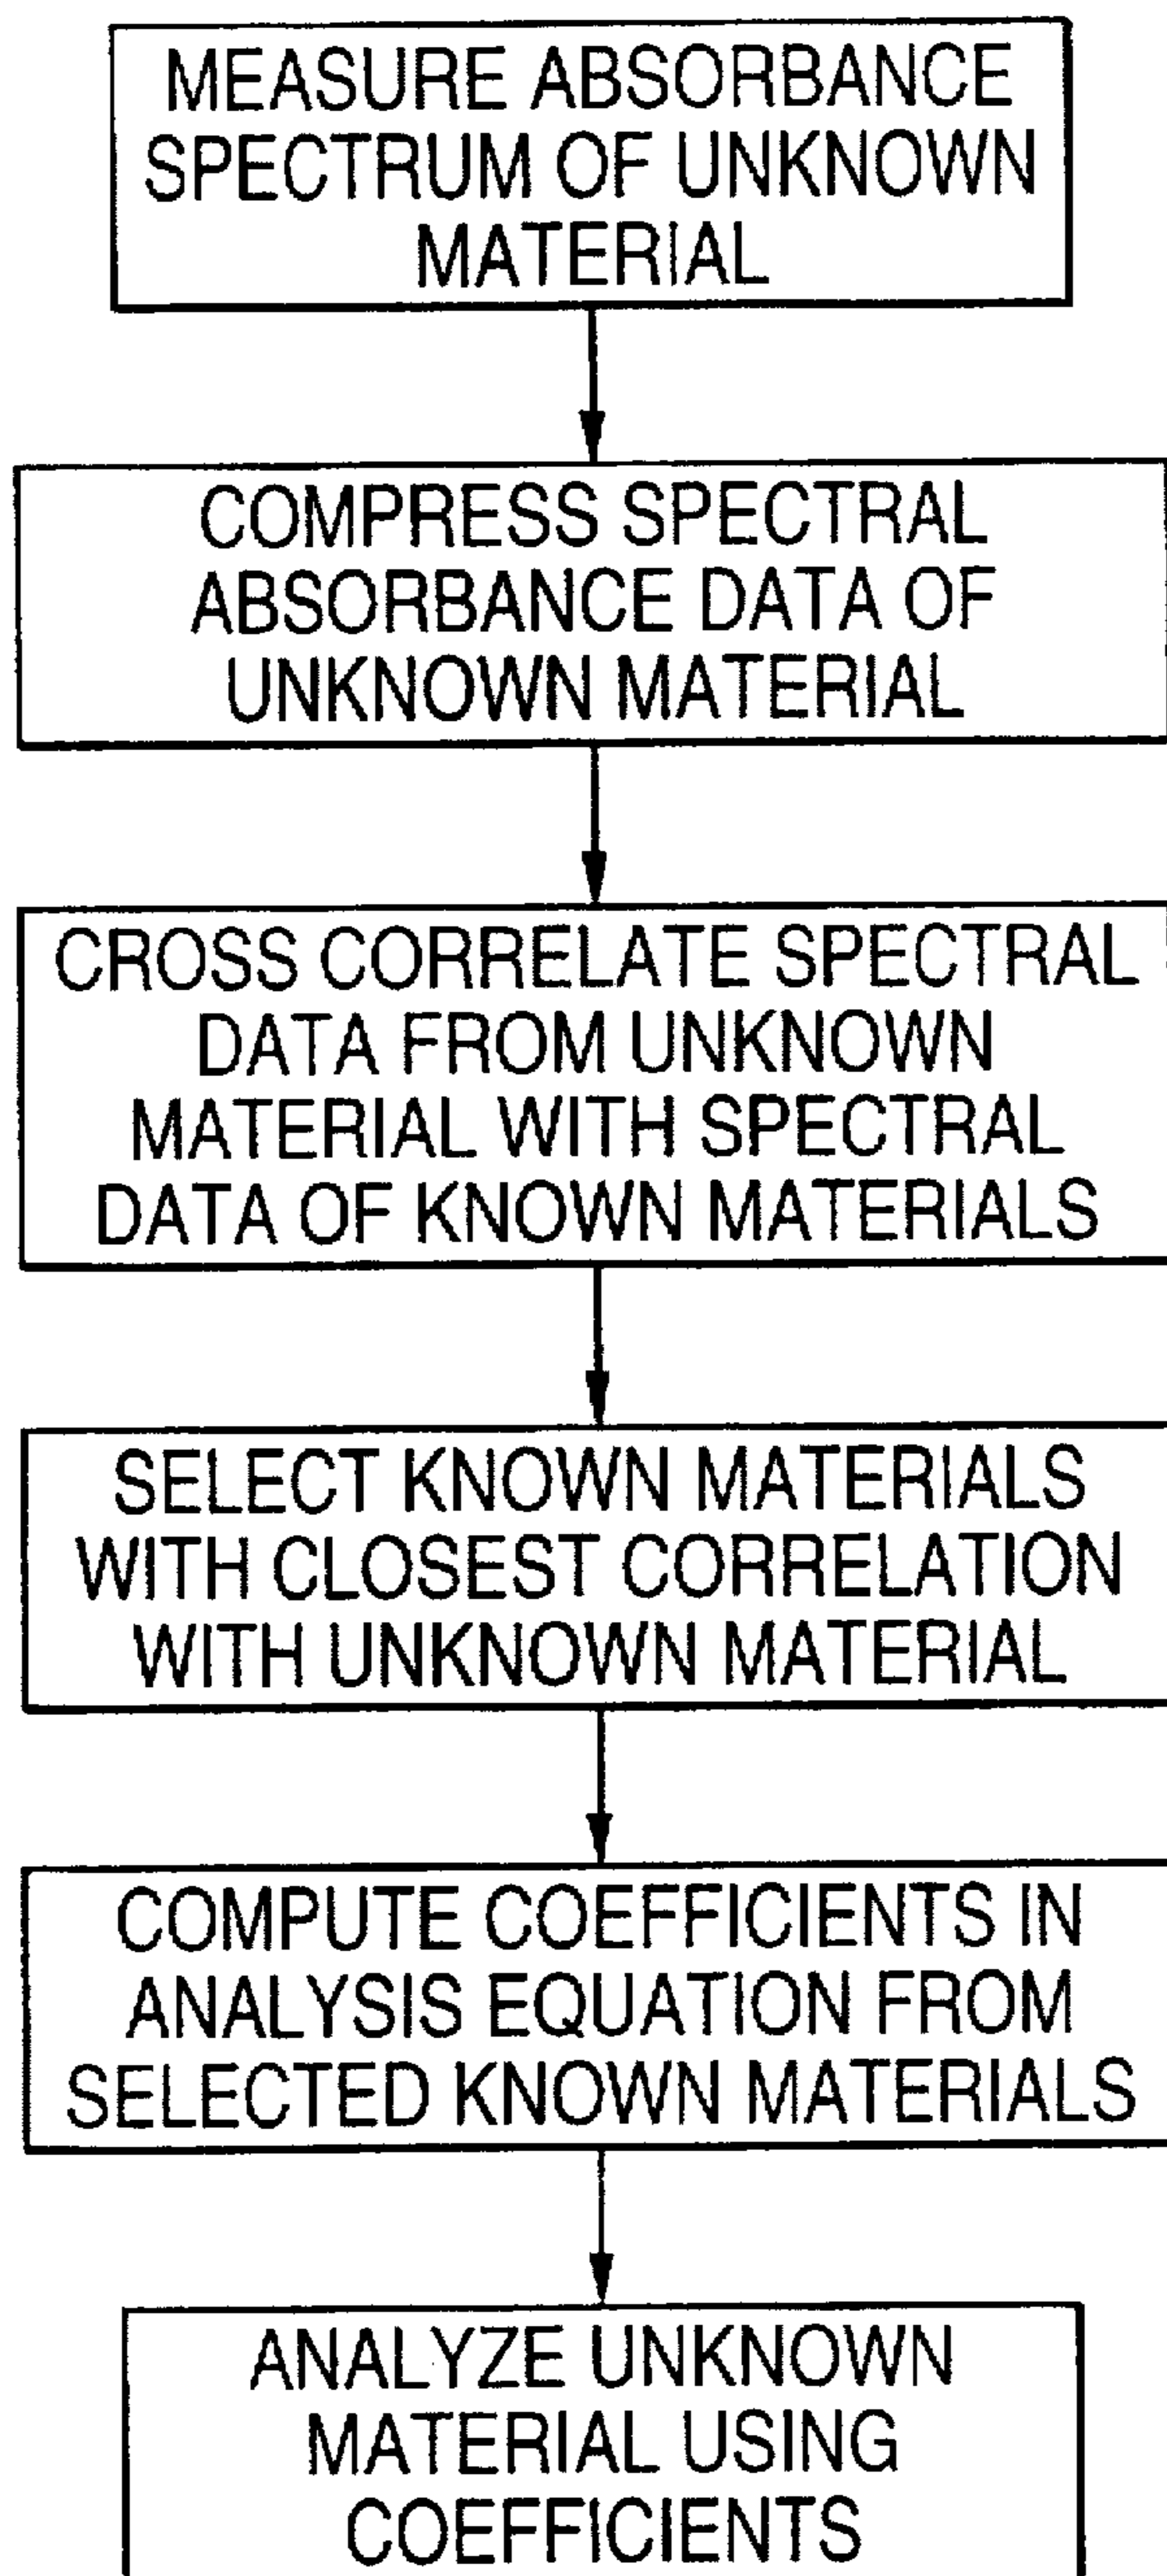 MEASURE ABSORBANCE
SPECTRUM OF UNKNOWN
MATERIAL
COMPRESS SPECTRAL
ABSORBANCE DATA OF
UNKNOWN MATERIAL
CROSS CORRELATE SPECTRAL
DATA FROM UNKNOWN
MATERIAL WITH SPECTRAL
DATA OF KNOWN MATERIALS
SELECT KNOWN MATERIALS
WITH CLOSEST CORRELATION
WITH UNKNOWN MATERIAL
COMPUTE COEFFICIENTS IN
ANALYSIS EQUATION FROM
SELECTED KNOWN MATERIALS
ANALYZE UNKNOWN
MATERIAL USING
COEFFICIENTS